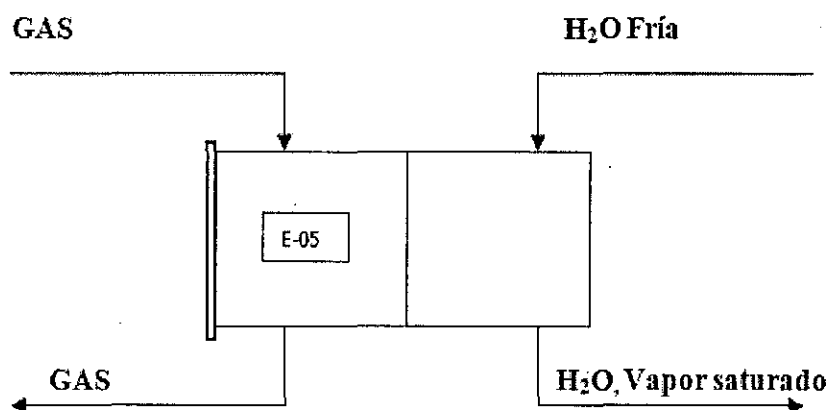 GAS
H₂O Fría
E-05
GAS
H₂O, Vapor saturado